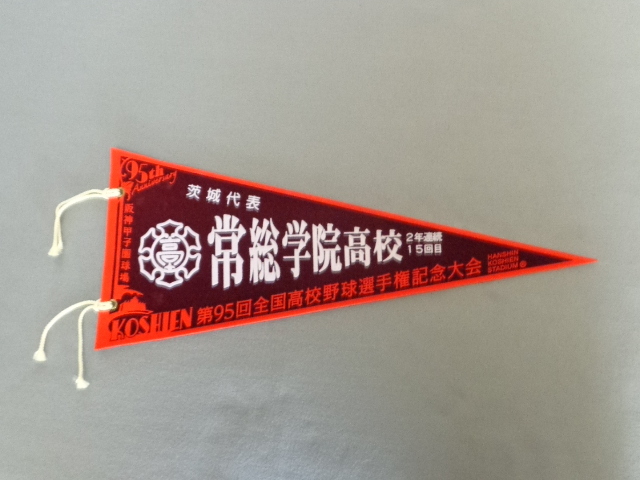 95th
Anniversary
阪神甲子園球場
茨城代表
高
常総学院高校
2年連続
15回目
KOSHIEN
第95回全国高校野球選手権記念大会
HANSHIN
KOSHIEN
STADIUM